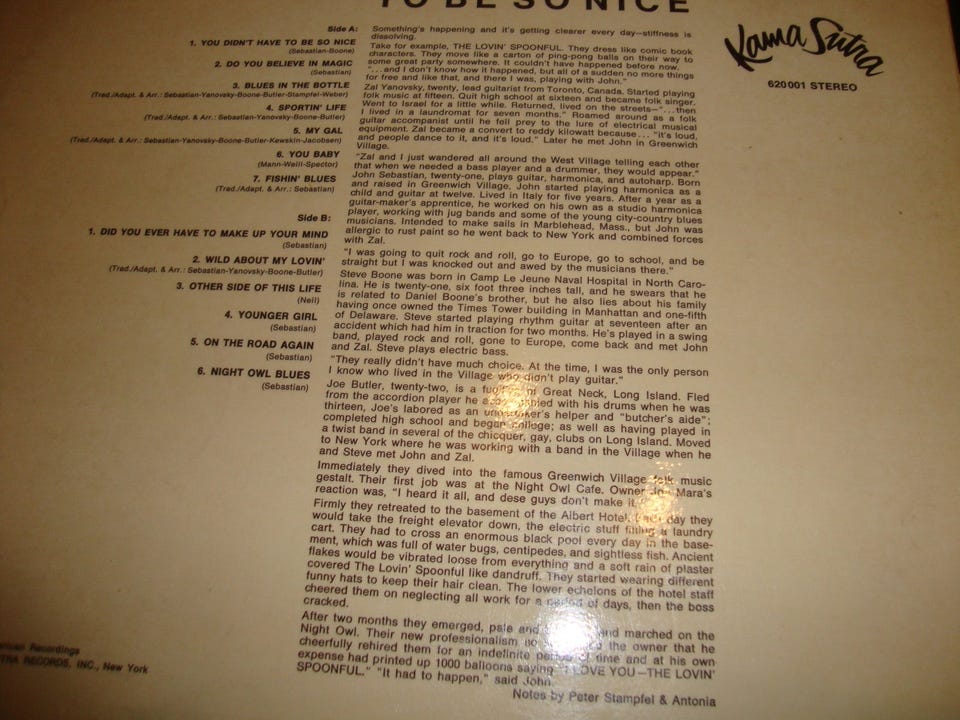 TO BE SO NICE
Kama Sutra
620 001 STEREO
Side A:
1. YOU DIDN'T HAVE TO BE SO NICE
(Sebastian-Boone)
2. DO YOU BELIEVE IN MAGIC
(Sebastian)
3. BLUES IN THE BOTTLE
(Trad./Adapt. & Arr.: Sebastian-Yanovsky-Boone-Butler-Stampfel-Weber)
4. SPORTIN' LIFE
(Trad./Adapt. & Arr.: Sebastian-Yanovsky-Boone-Butler)
5. MY GAL
(Trad./Adapt. & Arr.: Sebastian-Yanovsky-Boone-Butler-Kewskin-Jacobsen)
6. YOU BABY
(Mann-Weill-Spector)
7. FISHIN' BLUES
(Trad./Adapt. & Arr.: Sebastian)
Side B:
1. DID YOU EVER HAVE TO MAKE UP YOUR MIND
(Sebastian)
2. WILD ABOUT MY LOVIN'
(Trad./Adapt. & Arr.: Sebastian-Yanovsky-Boone-Butler)
3. OTHER SIDE OF THIS LIFE
(Neil)
4. YOUNGER GIRL
(Sebastian)
5. ON THE ROAD AGAIN
(Sebastian)
6. NIGHT OWL BLUES
(Sebastian)
Something's happening and it's getting clearer every day—stiffness is
dissolving.
Take for example, THE LOVIN' SPOONFUL. They dress like comic book
characters. They move like a carton of ping-pong balls on their way to
some great party somewhere. It couldn't have happened before now.
"...and I don't know how it happened, but all of a sudden no more things
for free and like that, and there I was, playing with John."
Zal Yanovsky, twenty, lead guitarist from Toronto, Canada. Started playing
folk music at fifteen. Quit high school at sixteen and became folk singer.
Went to Israel for a little while. Returned, lived on the streets—"...then
I lived in a laundromat for seven months." Roamed around as a folk
guitar accompanist until he fell prey to the lure of electrical musical
equipment. Zal became a convert to reddy kilowatt because... "it's loud,
and people dance to it, and it's loud." Later he met John in Greenwich
Village.
"Zal and I just wandered all around the West Village telling each other
that when we needed a bass player and a drummer, they would appear."
John Sebastian, twenty-one, plays guitar, harmonica, and autoharp. Born
and raised in Greenwich Village. John started playing harmonica as a
child and guitar at twelve. Lived in Italy for five years. After a year as a
guitar-maker's apprentice, he worked on his own as a studio harmonica
player, working with jug bands and some of the young city-country blues
musicians. Intended to make sails in Marblehead, Mass., but John was
allergic to rust paint so he went back to New York and combined forces
with Zal.
"I was going to quit rock and roll, go to Europe, go to school, and be
straight but I was knocked out and awed by the musicians there."
Steve Boone was born in Camp Le Jeune Naval Hospital in North Caro-
lina. He is twenty-one, six foot three inches tall, and he swears that he
is related to Daniel Boone's brother, but he also lies about his family
having once owned the Times Tower building in Manhattan and one-fifth
of Delaware. Steve started playing rhythm guitar at seventeen after an
accident which had him in traction for two months. He's played in a swing
band, played rock and roll, gone to Europe, come back and met John
and Zal. Steve plays electric bass.
"They really didn't have much choice. At the time, I was the only person
I know who lived in the Village who didn't play guitar."
Joe Butler, twenty-two, is a Great Neck, Long Island. Fled
from the accordion player he with his drums when he was
thirteen, Joe's labored as an undertaker's helper and "butcher's aide";
completed high school and began college; as well as having played in
a twist band in several of the chicquer, gay, clubs on Long Island. Moved
to New York where he was working with a band in the Village when he
and Steve met John and Zal.
Immediately they dived into the famous Greenwich Village folk music
gestalt. Their first job was at the Night Owl Cafe. Owner Joe Mara's
reaction was, "I heard it all, and dese guys don't make it
Firmly they retreated to the basement of the Albert Hotel. Each day they
would take the freight elevator down, the electric stuff filling a laundry
cart. They had to cross an enormous black pool every day in the base-
ment, which was full of water bugs, centipedes, and sightless fish. Ancient
flakes would be vibrated loose from everything and a soft rain of plaster
covered The Lovin' Spoonful like dandruff. They started wearing different
funny hats to keep their hair clean. The lower echelons of the hotel staff
cheered them on neglecting all work for a period of days, then the boss
cracked.
After two months they emerged, pale and and marched on the
Night Owl. Their new professionalism so the owner that he
cheerfully rehired them for an indefinite period of time and at his own
expense had printed up 1000 balloons saying "I LOVE YOU—THE LOVIN'
SPOONFUL." "It had to happen," said John.
Notes by Peter Stampfel & Antonia
Recordings
RECORDS, INC., New York